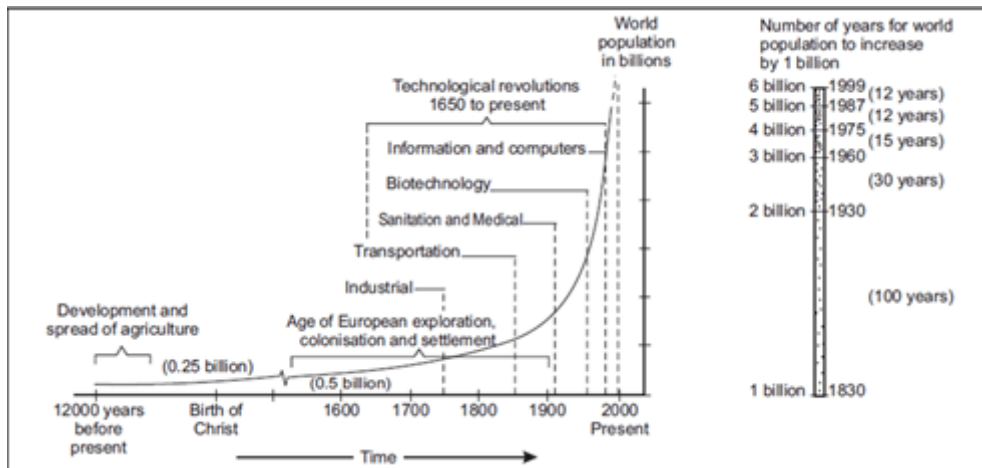 World
population
in billions
Technological revolutions
1650 to present
Information and computers
Biotechnology
Sanitation and Medical
Transportation
Industrial
Development and
spread of agriculture
Age of European exploration,
colonisation and settlement
(0.25 billion)
(0.5 billion)
12000 years
before
present
Birth of
Christ
1600
1700
1800
1900
2000
Present
Time
Number of years for world
population to increase
by 1 billion
6 billion 1999
(12 years)
5 billion 1987
(12 years)
4 billion 1975
(15 years)
3 billion 1960
(30 years)
2 billion 1930
(100 years)
1 billion 1830